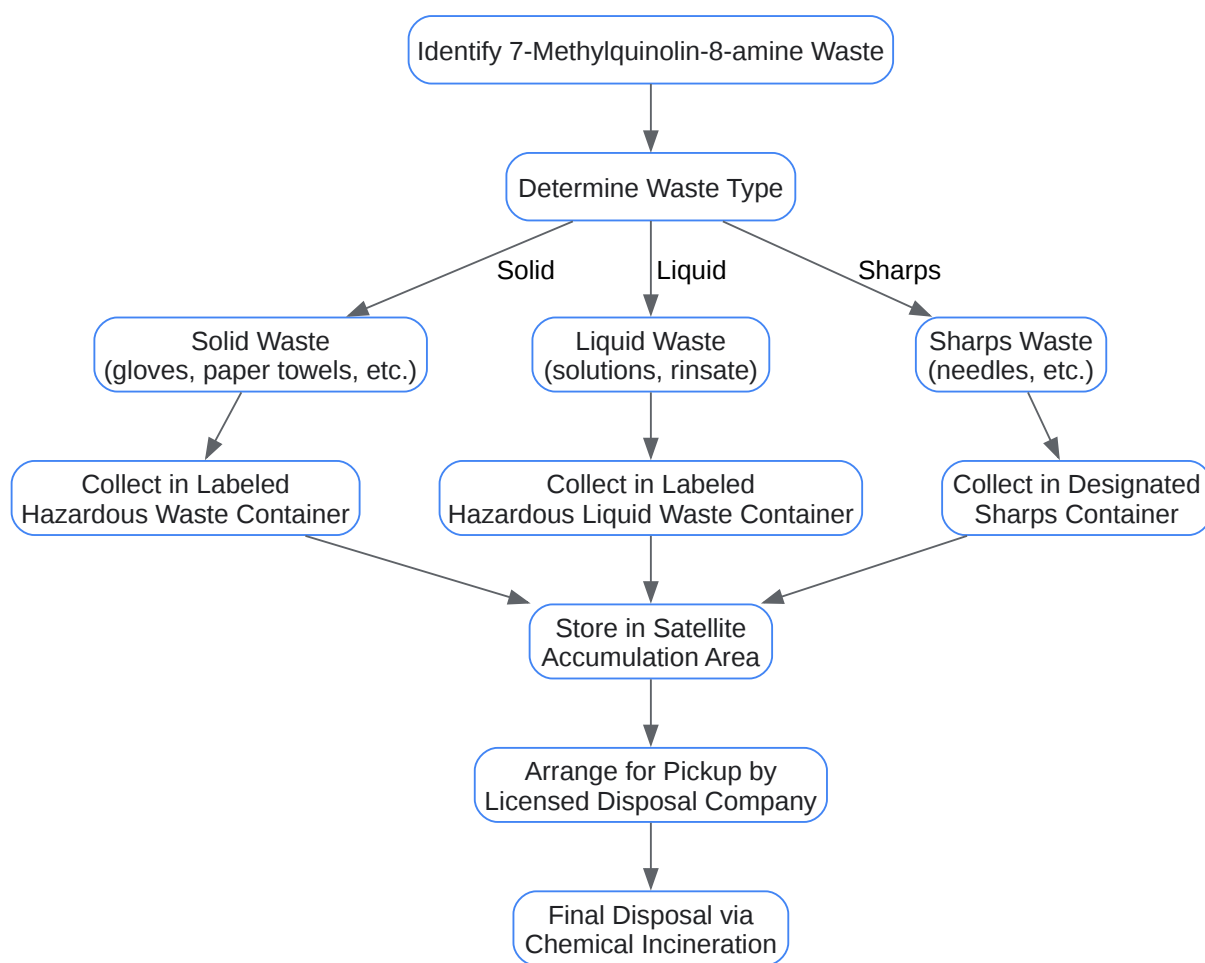 Identify 7-Methylquinolin-8-amine Waste
Determine Waste Type
Solid
Liquid
Sharps
Solid Waste
(gloves, paper towels, etc.)
Liquid Waste
(solutions, rinsate)
Sharps Waste
(needles, etc.)
Collect in Labeled
Hazardous Waste Container
Collect in Labeled
Hazardous Liquid Waste Container
Collect in Designated
Sharps Container
Store in Satellite
Accumulation Area
Arrange for Pickup by
Licensed Disposal Company
Final Disposal via
Chemical Incineration